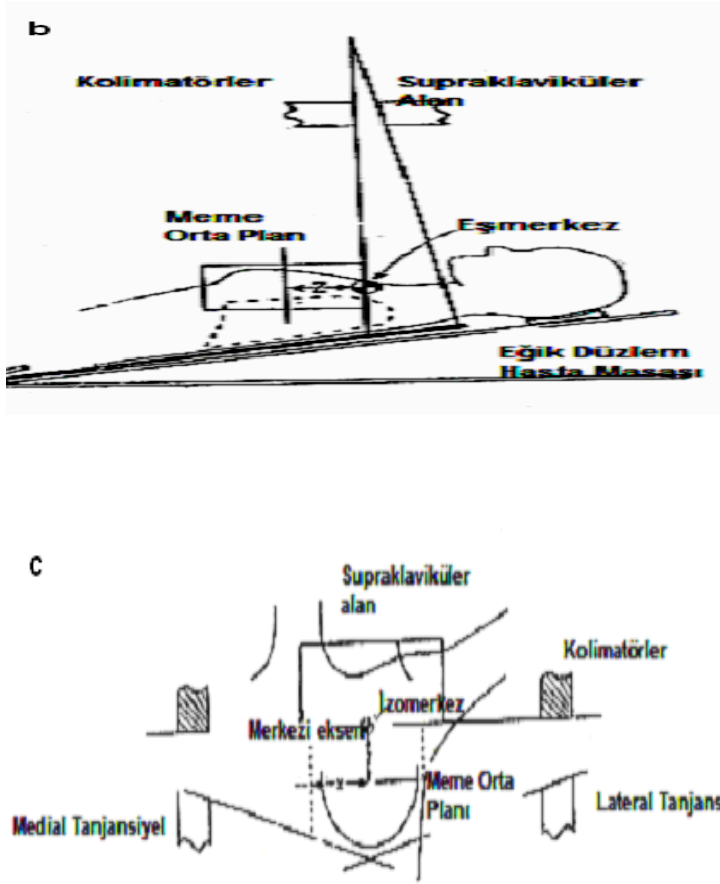 b
Kolimatörler
Supraklaviküler
Alan
Meme
Orta Plan
Eşmerkez
Z
Eğik Düzlem
Hasta Masası
C
Supraklaviküler
alan
Kolimatörler
İzomerkez
Merkezi eksen
Y
Meme Orta
Planı
Medial Tanjansiyel
Lateral Tanjans